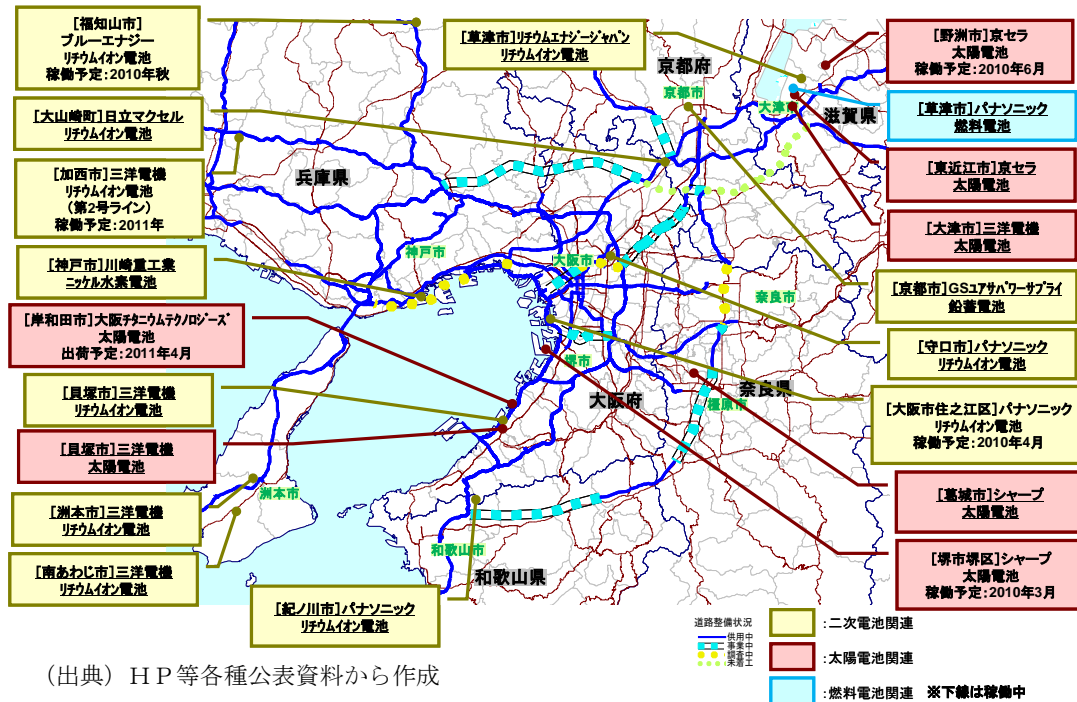 [福知山市]
ブルーエナジー
リチウムイオン電池
稼働予定：2010年秋
[大山崎町]日立マクセル
リチウムイオン電池
[加西市]三洋電機
リチウムイオン電池
（第2号ライン）
稼働予定：2011年
[神戸市]川崎重工業
ニッケル水素電池
[岸和田市]大阪チタニウムテクノロジーズ
太陽電池
出荷予定：2011年4月
[貝塚市]三洋電機
リチウムイオン電池
[貝塚市]三洋電機
太陽電池
[洲本市]三洋電機
リチウムイオン電池
[南あわじ市]三洋電機
リチウムイオン電池
[紀ノ川市]パナソニック
リチウムイオン電池
[草津市]リチウムエナジージャパン
リチウムイオン電池
京都府
京都市
大津市
滋賀県
兵庫県
神戸市
大阪市
奈良市
堺市
大阪府
奈良県
橿原市
洲本市
和歌山市
和歌山県
[野洲市]京セラ
太陽電池
稼働予定：2010年6月
[草津市]パナソニック
燃料電池
[東近江市]京セラ
太陽電池
[大津市]三洋電機
太陽電池
[京都市]GSユアサパワーサプライ
鉛蓄電池
[守口市]パナソニック
リチウムイオン電池
[大阪市住之江区]パナソニック
リチウムイオン電池
稼働予定：2010年4月
[葛城市]シャープ
太陽電池
[堺市堺区]シャープ
太陽電池
稼働予定：2010年3月
道路整備状況
供用中
事業中
調査中
未着工
：二次電池関連
：太陽電池関連
：燃料電池関連 ※下線は稼働中
（出典）ＨＰ等各種公表資料から作成